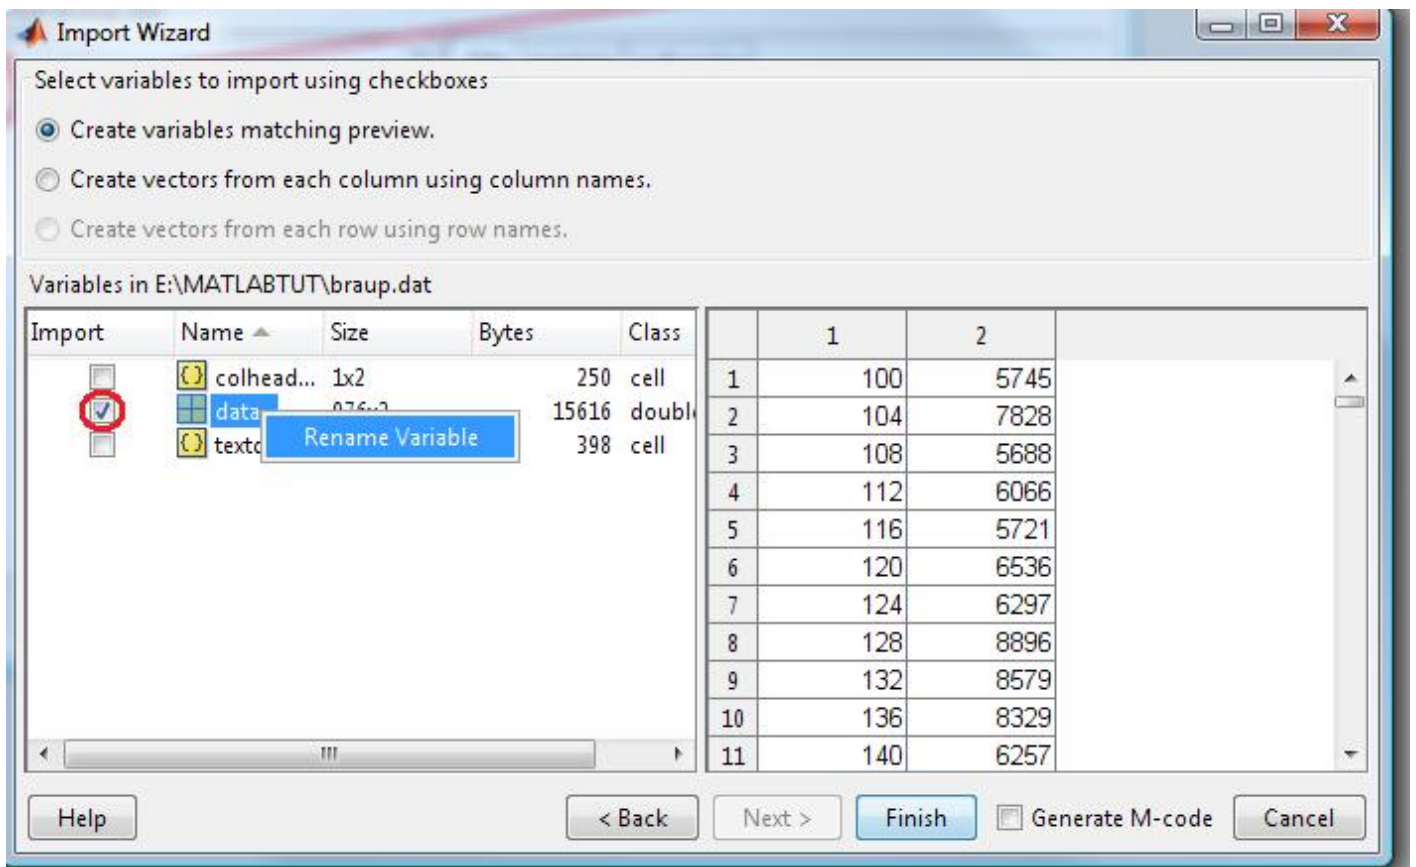 Import Wizard
Select variables to import using checkboxes
Create variables matching preview.
Create vectors from each column using column names.
Create vectors from each row using row names.
Variables in E:\MATLABTUT\braup.dat
Import Name Size Bytes Class
colhead... 1x2 250 cell
data 15616 double
Rename Variable
textd 398 cell
1 2
1 100 5745
2 104 7828
3 108 5688
4 112 6066
5 116 5721
6 120 6536
7 124 6297
8 128 8896
9 132 8579
10 136 8329
11 140 6257
Help < Back Next > Finish Generate M-code Cancel